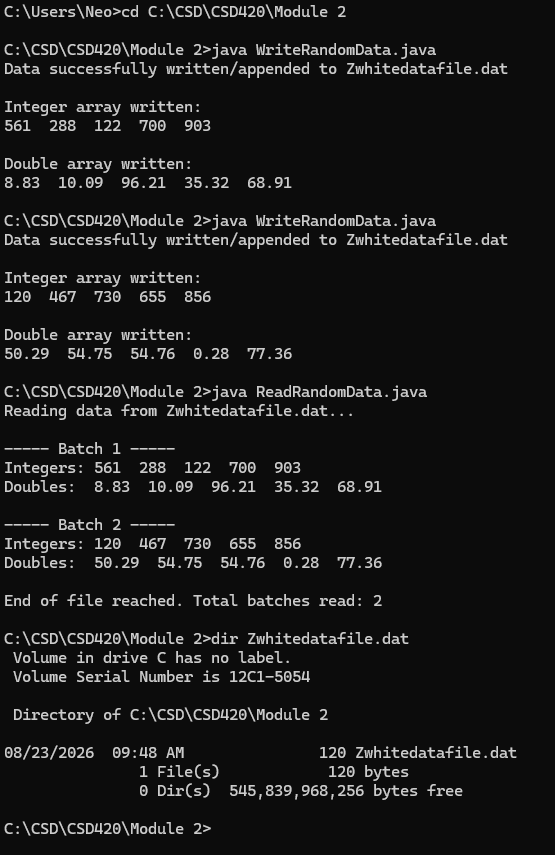 C:\Users\Neo>cd C:\CSD\CSD420\Module 2
C:\CSD\CSD420\Module 2>java WriteRandomData.java
Data successfully written/appended to Zwhitedatafile.dat
Integer array written:
561  288  122  700  903
Double array written:
8.83  10.09  96.21  35.32  68.91
C:\CSD\CSD420\Module 2>java WriteRandomData.java
Data successfully written/appended to Zwhitedatafile.dat
Integer array written:
120  467  730  655  856
Double array written:
50.29  54.75  54.76  0.28  77.36
C:\CSD\CSD420\Module 2>java ReadRandomData.java
Reading data from Zwhitedatafile.dat...
----- Batch 1 -----
Integers: 561  288  122  700  903
Doubles:  8.83  10.09  96.21  35.32  68.91
----- Batch 2 -----
Integers: 120  467  730  655  856
Doubles:  50.29  54.75  54.76  0.28  77.36
End of file reached. Total batches read: 2
C:\CSD\CSD420\Module 2>dir Zwhitedatafile.dat
 Volume in drive C has no label.
 Volume Serial Number is 12C1-5054
 Directory of C:\CSD\CSD420\Module 2
08/23/2026  09:48 AM               120 Zwhitedatafile.dat
               1 File(s)            120 bytes
               0 Dir(s)  545,839,968,256 bytes free
C:\CSD\CSD420\Module 2>